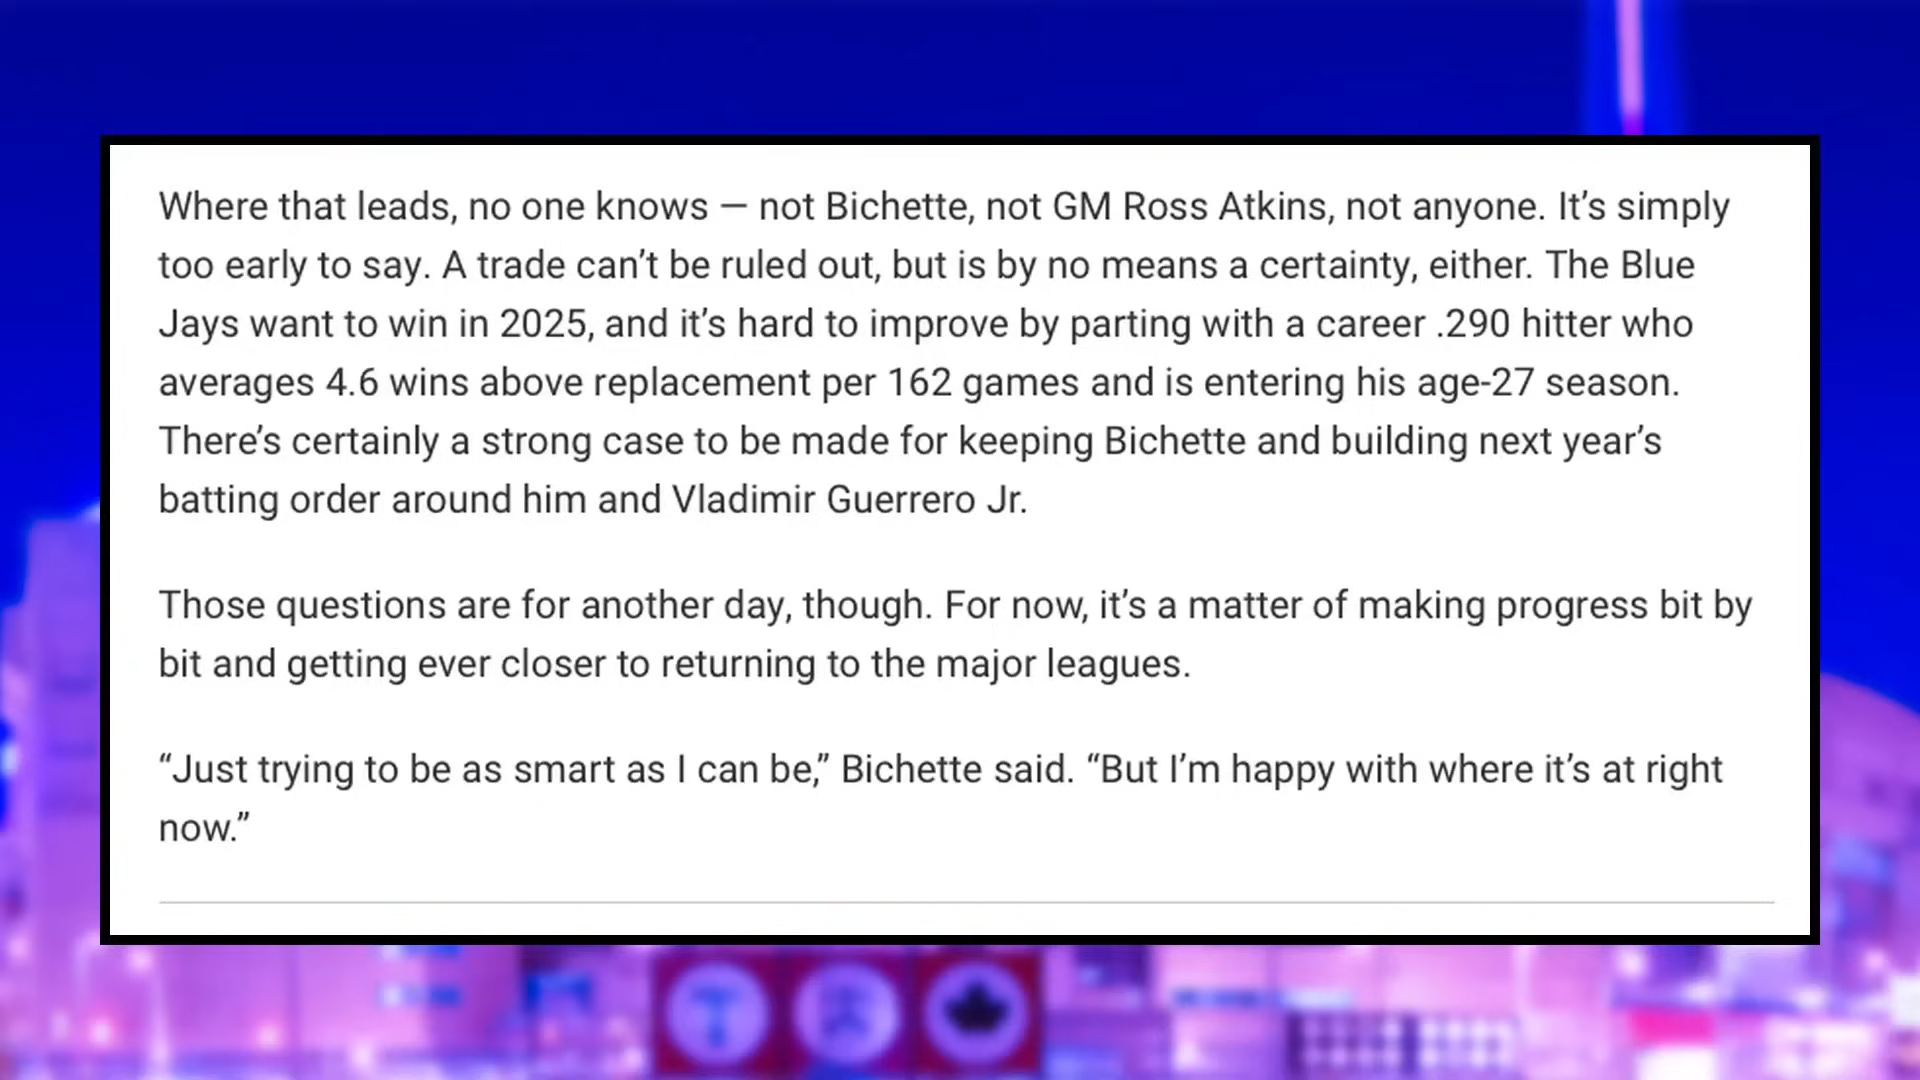 Where that leads, no one knows — not Bichette, not GM Ross Atkins, not anyone. It’s simply
too early to say. A trade can’t be ruled out, but is by no means a certainty, either. The Blue
Jays want to win in 2025, and it’s hard to improve by parting with a career .290 hitter who
averages 4.6 wins above replacement per 162 games and is entering his age-27 season.
There’s certainly a strong case to be made for keeping Bichette and building next year’s
batting order around him and Vladimir Guerrero Jr.
Those questions are for another day, though. For now, it’s a matter of making progress bit by
bit and getting ever closer to returning to the major leagues.
“Just trying to be as smart as I can be,” Bichette said. “But I’m happy with where it’s at right
now.”